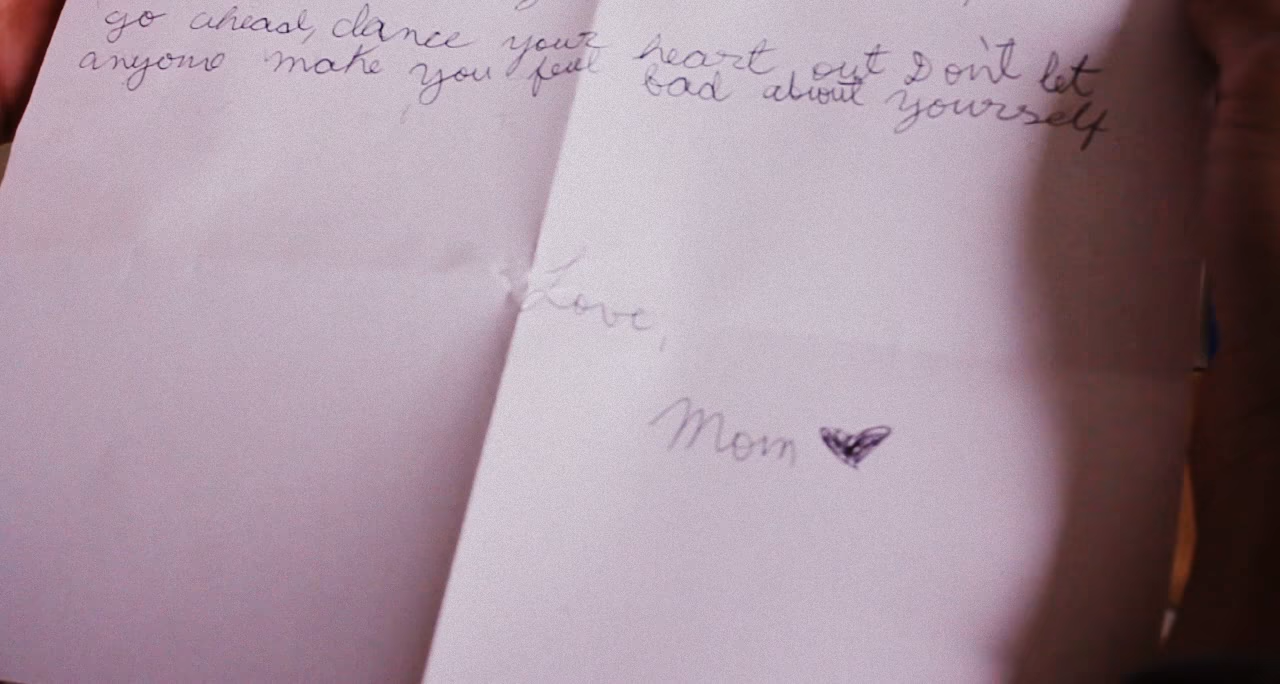 go ahead, dance your heart out Don't let
anyone make you feel bad about yourself
Love,
Mom ♥